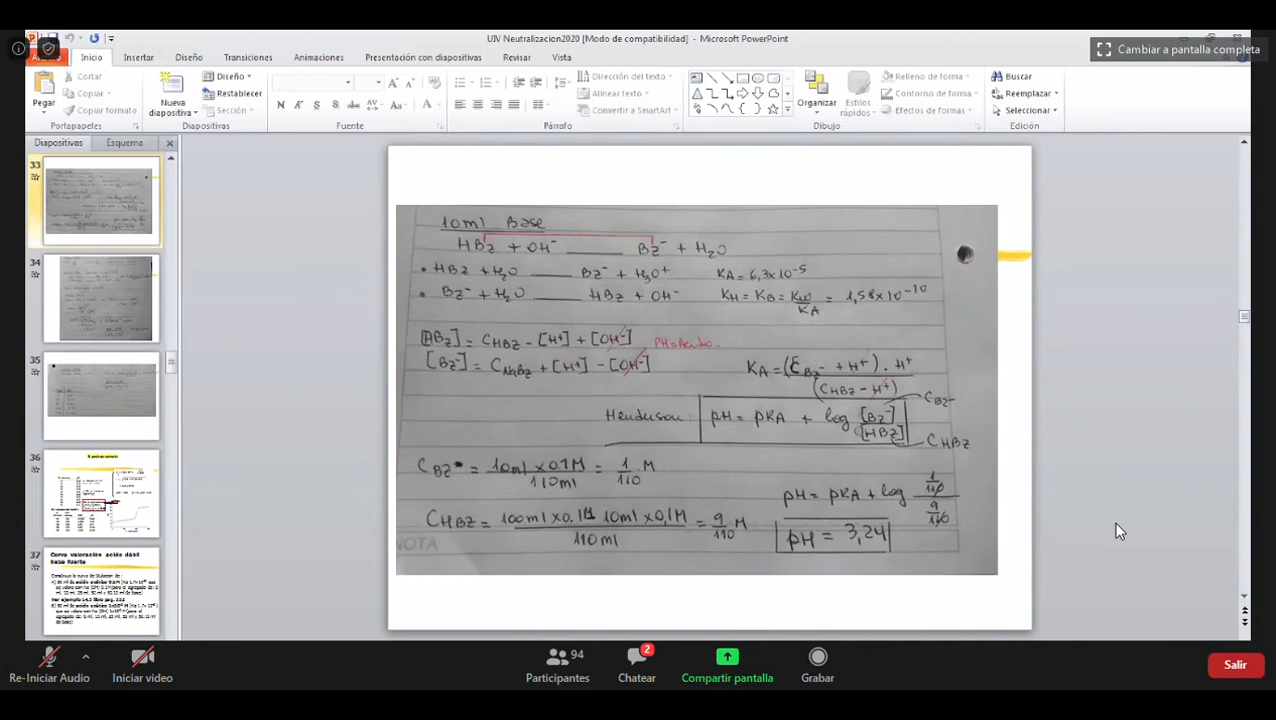 UIV Neutralizacion2020 [Modo de compatibilidad] - Microsoft PowerPoint
Cambiar a pantalla completa
Inicio Insertar Diseño Transiciones Animaciones Presentación con diapositivas Revisar Vista
Pegar
Cortar
Copiar
Copiar formato
Portapapeles
Nueva diapositiva
Diseño
Restablecer
Sección
Diapositivas
N K S S abc AV Aa A
Fuente
Dirección del texto
Alinear texto
Convertir a SmartArt
Párrafo
Organizar
Estilos rápidos
Relleno de forma
Contorno de forma
Efectos de formas
Dibujo
Buscar
Reemplazar
Seleccionar
Edición
Diapositivas Esquema
33
34
35
36
37
Curva valoración acido débil
base fuerte
10ml Base
HBz + OH⁻ ____ Bz⁻ + H₂O
• HBz + H₂O ____ Bz⁻ + H₃O⁺ KA = 6,3x10⁻⁵
• Bz⁻ + H₂O ____ HBz + OH⁻ KH = KB = Kw/KA = 1,58x10⁻¹⁰
[HBz] = CHBz - [H⁺] + [OH⁻] PH=Acido.
[Bz⁻] = CNaBz + [H⁺] - [OH⁻]
KA = (CBz⁻ + H⁺) . H⁺ / (CHBz - H⁺)
Henderson: pH = pKA + log [Bz⁻]/[HBz] CBz⁻ CHBz
CBz⁻ = 10ml x 0.1M / 110ml = 1/110 M
pH = pKA + log 1/110 / 9/110
CHBz = 100ml x 0.1M - 10ml x 0,1M / 110ml = 9/110 M
pH = 3,24
NOTA
Re-Iniciar Audio
Iniciar video
94
Participantes
2
Chatear
Compartir pantalla
Grabar
Salir